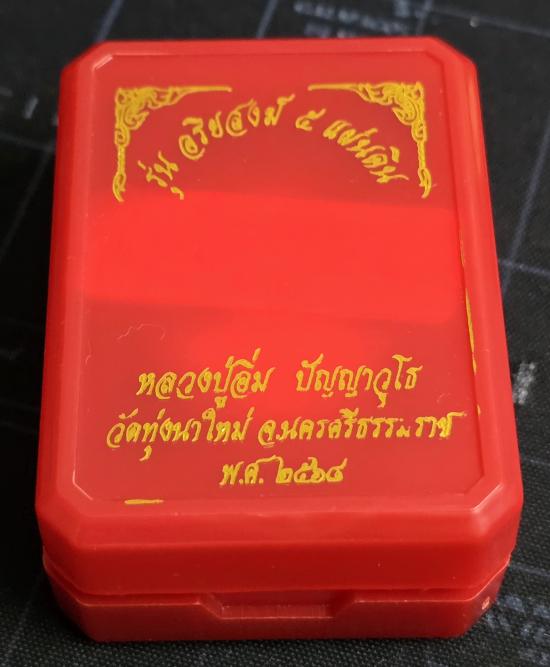 รุ่น อริยสงฆ์ ๕ แผ่นดิน
หลวงปู่อิ่ม ปัญญาวุโธ
วัดทุ่งนาใหม่ จ.นครศรีธรรมราช
พ.ศ. ๒๕๖๘